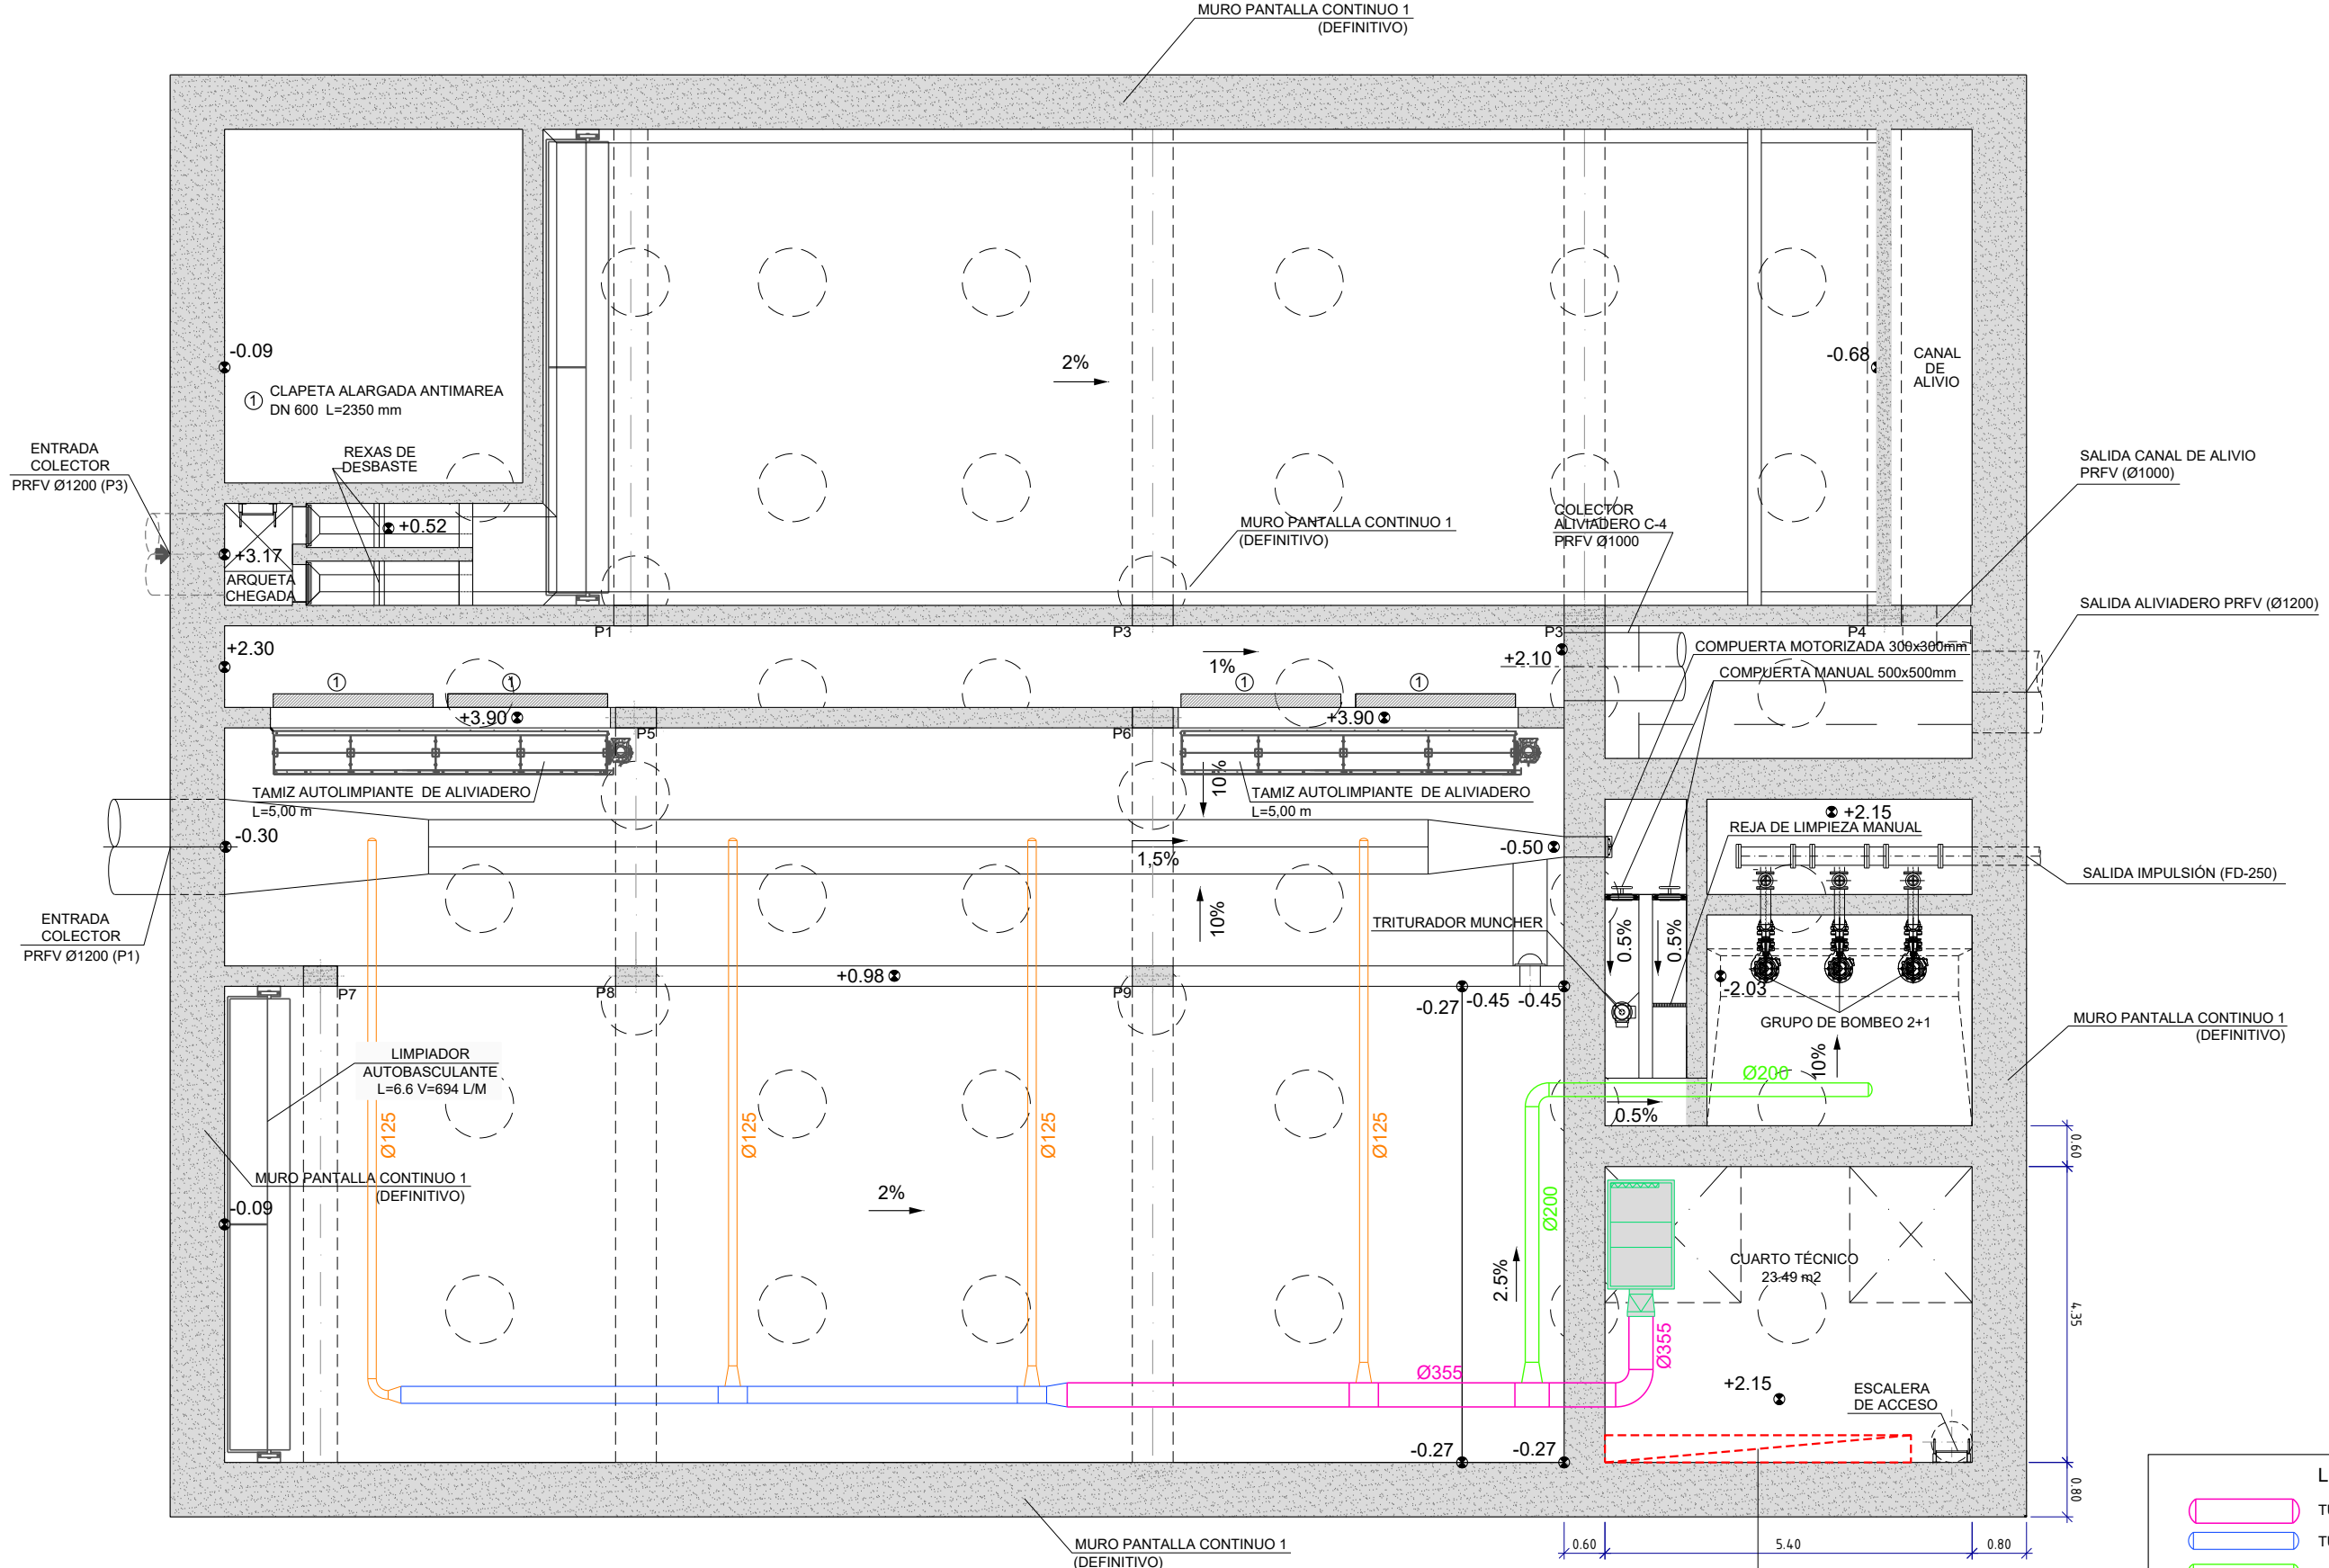 MURO PANTALLA CONTINUO 1
(DEFINITIVO)
-0.09
① CLAPETA ALARGADA ANTIMAREA
DN 600 L=2350 mm
2%
-0.68
CANAL
DE
ALIVIO
ENTRADA
COLECTOR
PRFV Ø1200 (P3)
REXAS DE
DESBASTE
+0.52
+3.17
ARQUETA
CHEGADA
MURO PANTALLA CONTINUO 1
(DEFINITIVO)
COLECTOR
ALIVIADERO C-4
PRFV Ø1000
SALIDA CANAL DE ALIVIO
PRFV (Ø1000)
SALIDA ALIVIADERO PRFV (Ø1200)
P1
P3
P3
P4
+2.30
1%
+2.10
COMPUERTA MOTORIZADA 300x300mm
COMPUERTA MANUAL 500x500mm
①
①
①
①
+3.90
+3.90
P5
P6
TAMIZ AUTOLIMPIANTE DE ALIVIADERO
L=5,00 m
10%
TAMIZ AUTOLIMPIANTE DE ALIVIADERO
L=5,00 m
+2.15
REJA DE LIMPIEZA MANUAL
-0.30
1,5%
-0.50
SALIDA IMPULSIÓN (FD-250)
ENTRADA
COLECTOR
PRFV Ø1200 (P1)
10%
TRITURADOR MUNCHER
0.5%
0.5%
+0.98
P7
P8
P9
-0.27
-0.45
-0.45
-2.03
GRUPO DE BOMBEO 2+1
MURO PANTALLA CONTINUO 1
(DEFINITIVO)
LIMPIADOR
AUTOBASCULANTE
L=6.6 V=694 L/M
10%
Ø200
0.5%
Ø125
Ø125
Ø125
Ø125
0.60
MURO PANTALLA CONTINUO 1
(DEFINITIVO)
-0.09
2%
Ø200
2.5%
CUARTO TÉCNICO
23.49 m2
4.35
Ø355
Ø355
+2.15
ESCALERA
DE ACCESO
-0.27
-0.27
0.80
MURO PANTALLA CONTINUO 1
(DEFINITIVO)
0.60
5.40
0.80
L
TU
TU